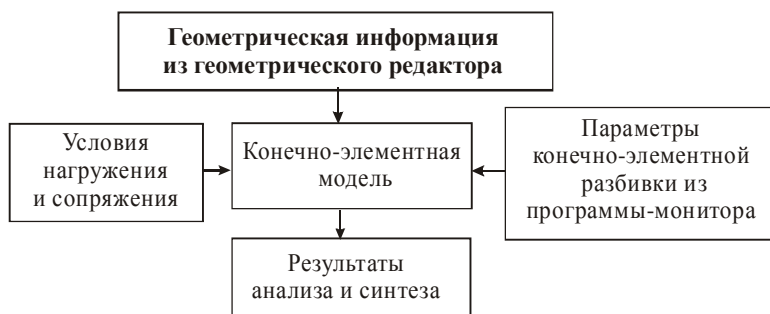 Геометрическая информация
из геометрического редактора
Условия
нагружения
и сопряжения
Конечно-элементная
модель
Параметры
конечно-элементной
разбивки из
программы-монитора
Результаты
анализа и синтеза